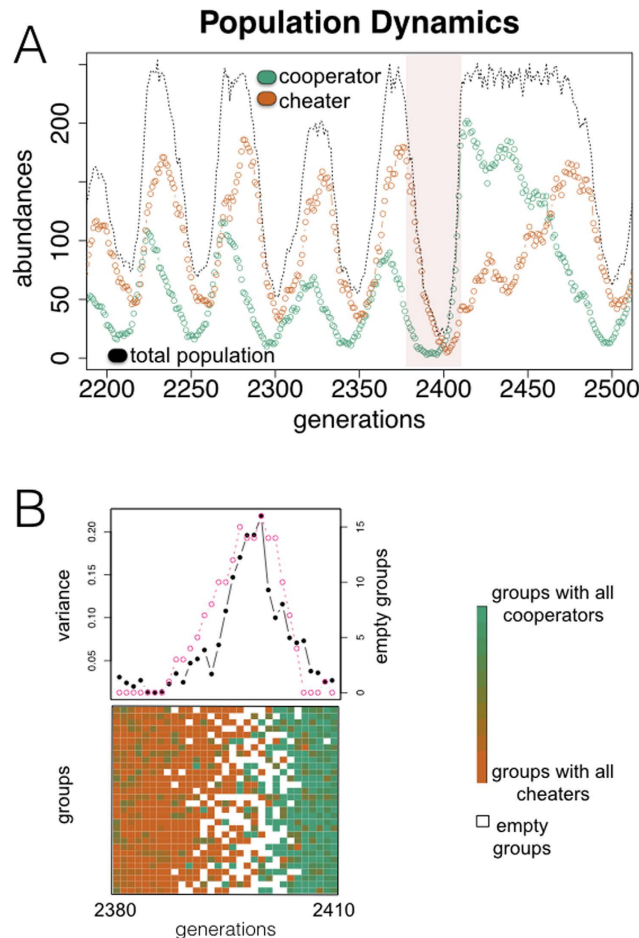 A
Population Dynamics
cooperator
cheater
200
100
50
0
abundances
total population
2200 2250 2300 2350 2400 2450 2500
generations
B
0.20
0.15
0.10
0.05
variance
15
10
5
0
empty groups
groups
2380 2410
generations
groups with all
cooperators
groups with all
cheaters
empty
groups